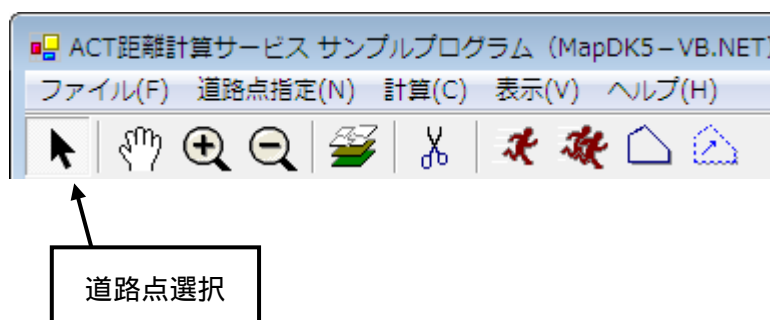 ACT距離計算サービス サンプルプログラム（MapDK5－VB.NET）
ファイル(F) 道路点指定(N) 計算(C) 表示(V) ヘルプ(H)
道路点選択